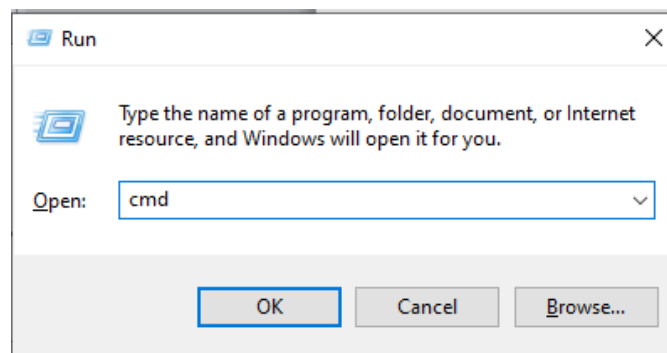 Run
Type the name of a program, folder, document, or Internet
resource, and Windows will open it for you.
Open: cmd
OK Cancel Browse...